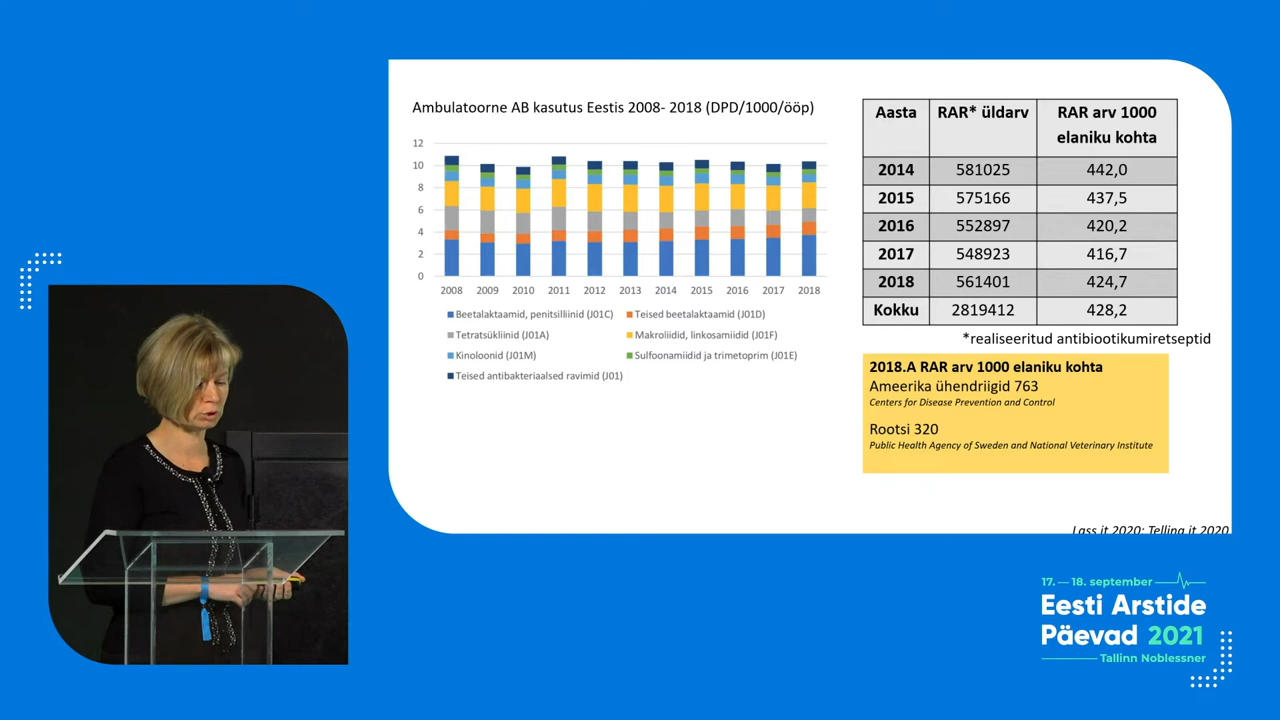 Ambulatoorne AB kasutus Eestis 2008- 2018 (DPD/1000/ööp)
12
10
8
6
4
2
0
2008 2009 2010 2011 2012 2013 2014 2015 2016 2017 2018
Beetalaktaamid, penitsilliinid (J01C) Teised beetalaktaamid (J01D)
Tetratsükliinid (J01A) Makroliidid, linkosamiidid (J01F)
Kinoloonid (J01M) Sulfoonamiidid ja trimetoprim (J01E)
Teised antibakteriaalsed ravimid (J01)
Aasta RAR* üldarv RAR arv 1000
elaniku kohta
2014 581025 442,0
2015 575166 437,5
2016 552897 420,2
2017 548923 416,7
2018 561401 424,7
Kokku 2819412 428,2
*realiseeritud antibiootikumiretseptid
2018.A RAR arv 1000 elaniku kohta
Ameerika ühendriigid 763
Centers for Disease Prevention and Control
Rootsi 320
Public Health Agency of Sweden and National Veterinary Institute
Lass jt 2020; Telling jt 2020
17. — 18. september
Eesti Arstide
Päevad 2021
Tallinn Noblessner